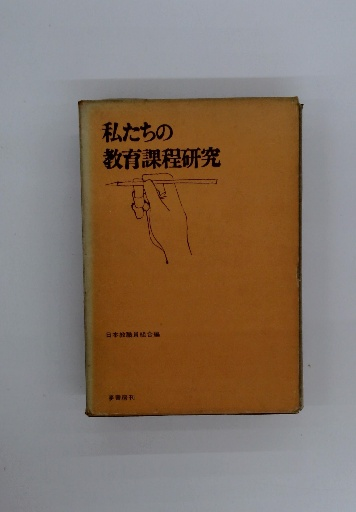 私たちの
教育課程研究
日本教職員組合編